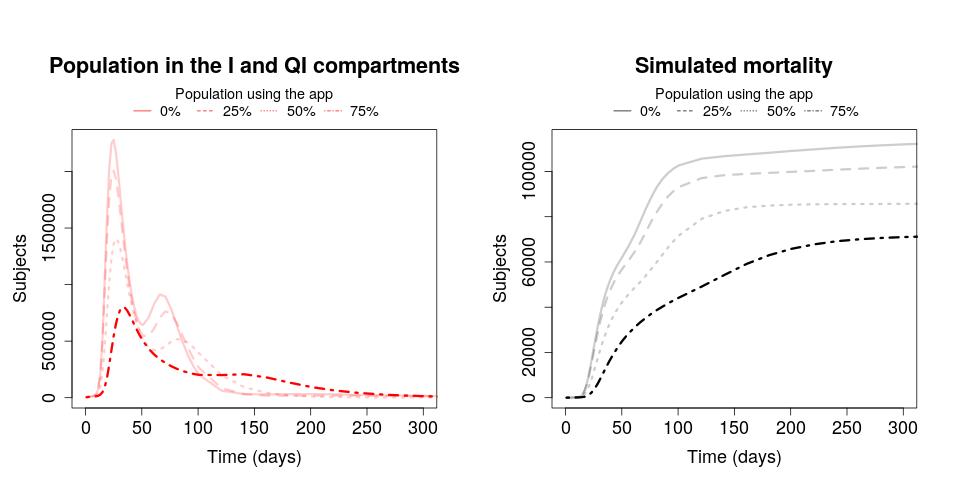 Population in the I and QI compartments
Population using the app
0% 25% 50% 75%
Subjects
1500000
500000
0
0 50 100 150 200 250 300
Time (days)
Simulated mortality
Population using the app
0% 25% 50% 75%
Subjects
100000
60000
20000
0
0 50 100 150 200 250 300
Time (days)